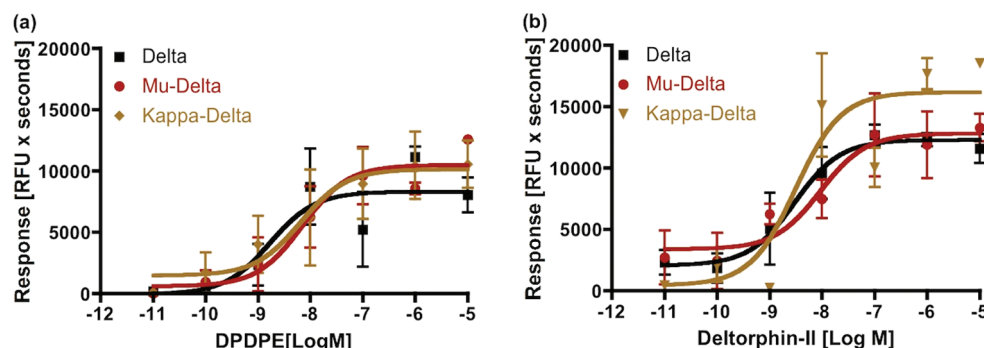 (a)
Response [RFU x seconds]
20000
15000
10000
5000
0
Delta
Mu-Delta
Kappa-Delta
-12 -11 -10 -9 -8 -7 -6 -5
DPDPE[LogM]
(b)
Response [RFU x seconds]
20000
15000
10000
5000
0
Delta
Mu-Delta
Kappa-Delta
-12 -11 -10 -9 -8 -7 -6 -5
Deltorphin-II [Log M]